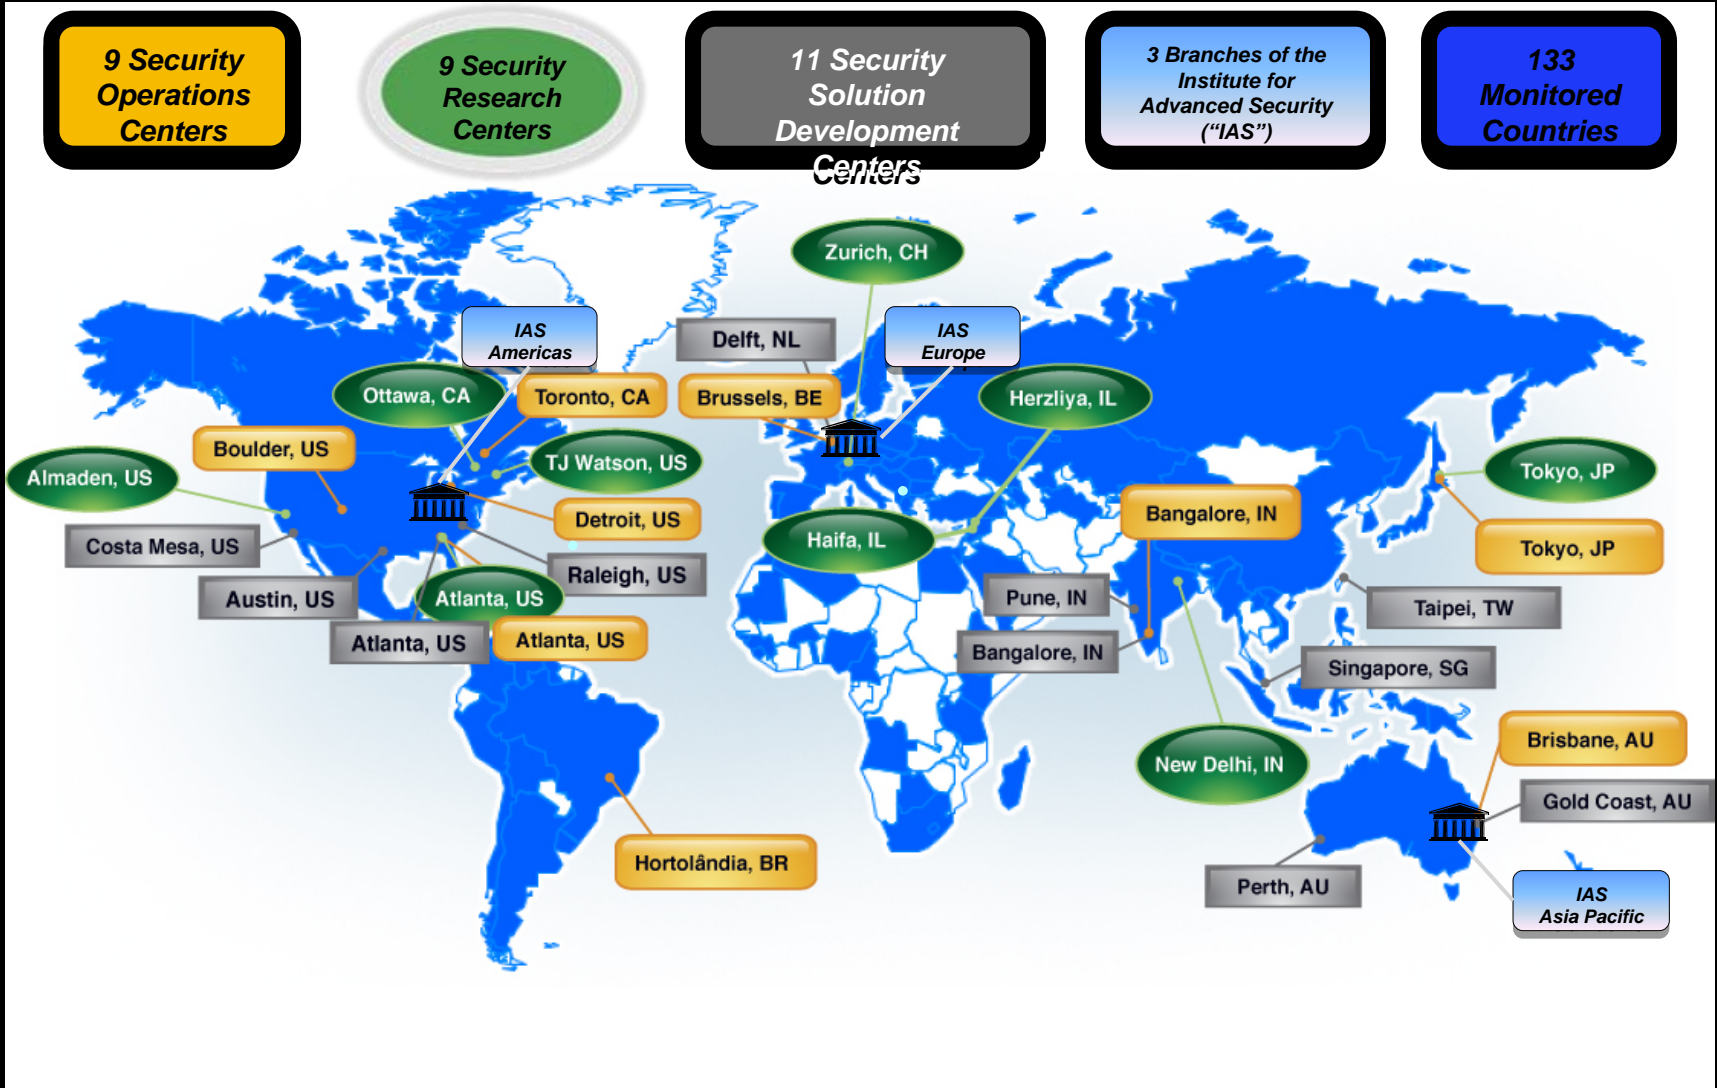 9 Security
Operations
Centers
9 Security
Research
Centers
11 Security
Solution
Development
Centers
3 Branches of the
Institute for
Advanced Security
(“IAS”)
133
Monitored
Countries
Zurich, CH
IAS
Americas
Delft, NL
IAS
Europe
Ottawa, CA
Toronto, CA
Brussels, BE
Herzliya, IL
Boulder, US
TJ Watson, US
Almaden, US
Tokyo, JP
Detroit, US
Bangalore, IN
Costa Mesa, US
Haifa, IL
Tokyo, JP
Raleigh, US
Austin, US
Atlanta, US
Pune, IN
Taipei, TW
Atlanta, US
Atlanta, US
Bangalore, IN
Singapore, SG
Brisbane, AU
New Delhi, IN
Gold Coast, AU
Hortolândia, BR
Perth, AU
IAS
Asia Pacific